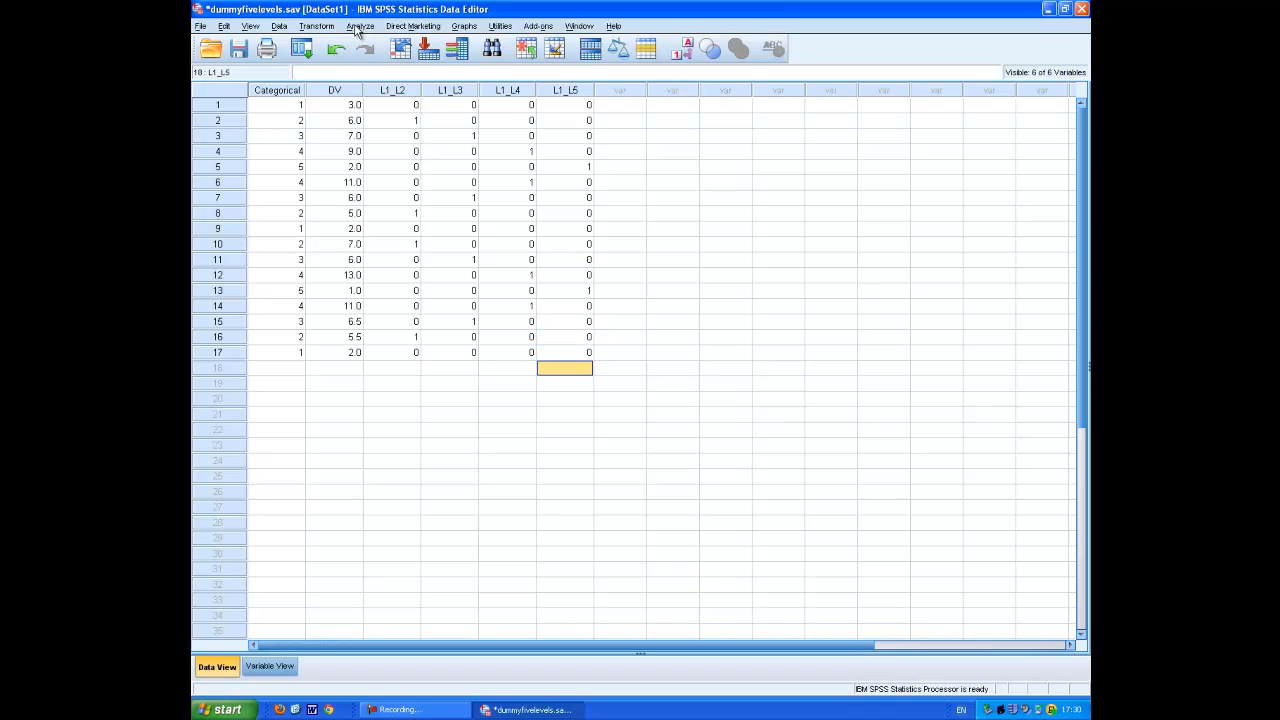 *dummyfivelevels.sav [DataSet1] - IBM SPSS Statistics Data Editor
File Edit View Data Transform Analyze Direct Marketing Graphs Utilities Add-ons Window Help
18 : L1_L5 Visible: 6 of 6 Variables
Categorical DV L1_L2 L1_L3 L1_L4 L1_L5 var var var var var var var var var
1 1 3.0 0 0 0 0
2 2 6.0 1 0 0 0
3 3 7.0 0 1 0 0
4 4 9.0 0 0 1 0
5 5 2.0 0 0 0 1
6 4 11.0 0 0 1 0
7 3 6.0 0 1 0 0
8 2 5.0 1 0 0 0
9 1 2.0 0 0 0 0
10 2 7.0 1 0 0 0
11 3 6.0 0 1 0 0
12 4 13.0 0 0 1 0
13 5 1.0 0 0 0 1
14 4 11.0 0 0 1 0
15 3 6.5 0 1 0 0
16 2 5.5 1 0 0 0
17 1 2.0 0 0 0 0
18
19
20
21
22
23
24
25
26
27
28
29
30
31
32
33
34
35
Data View Variable View
IBM SPSS Statistics Processor is ready
start Recording... *dummyfivelevels.sa... EN 17:30